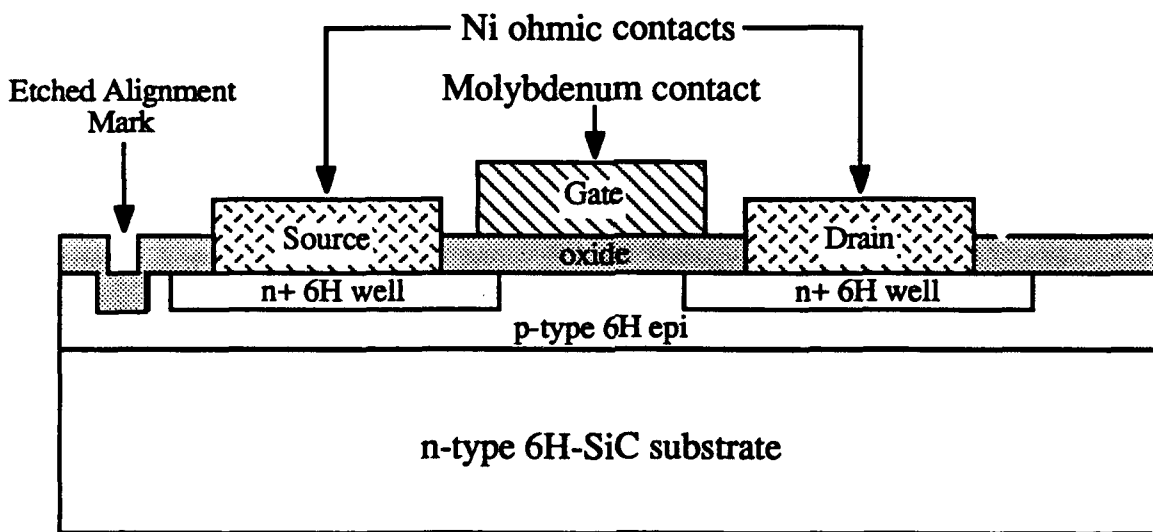 Ni ohmic contacts
Etched Alignment
Mark
Molybdenum contact
Gate
Source
Drain
oxide
n+ 6H well
n+ 6H well
p-type 6H epi
n-type 6H-SiC substrate